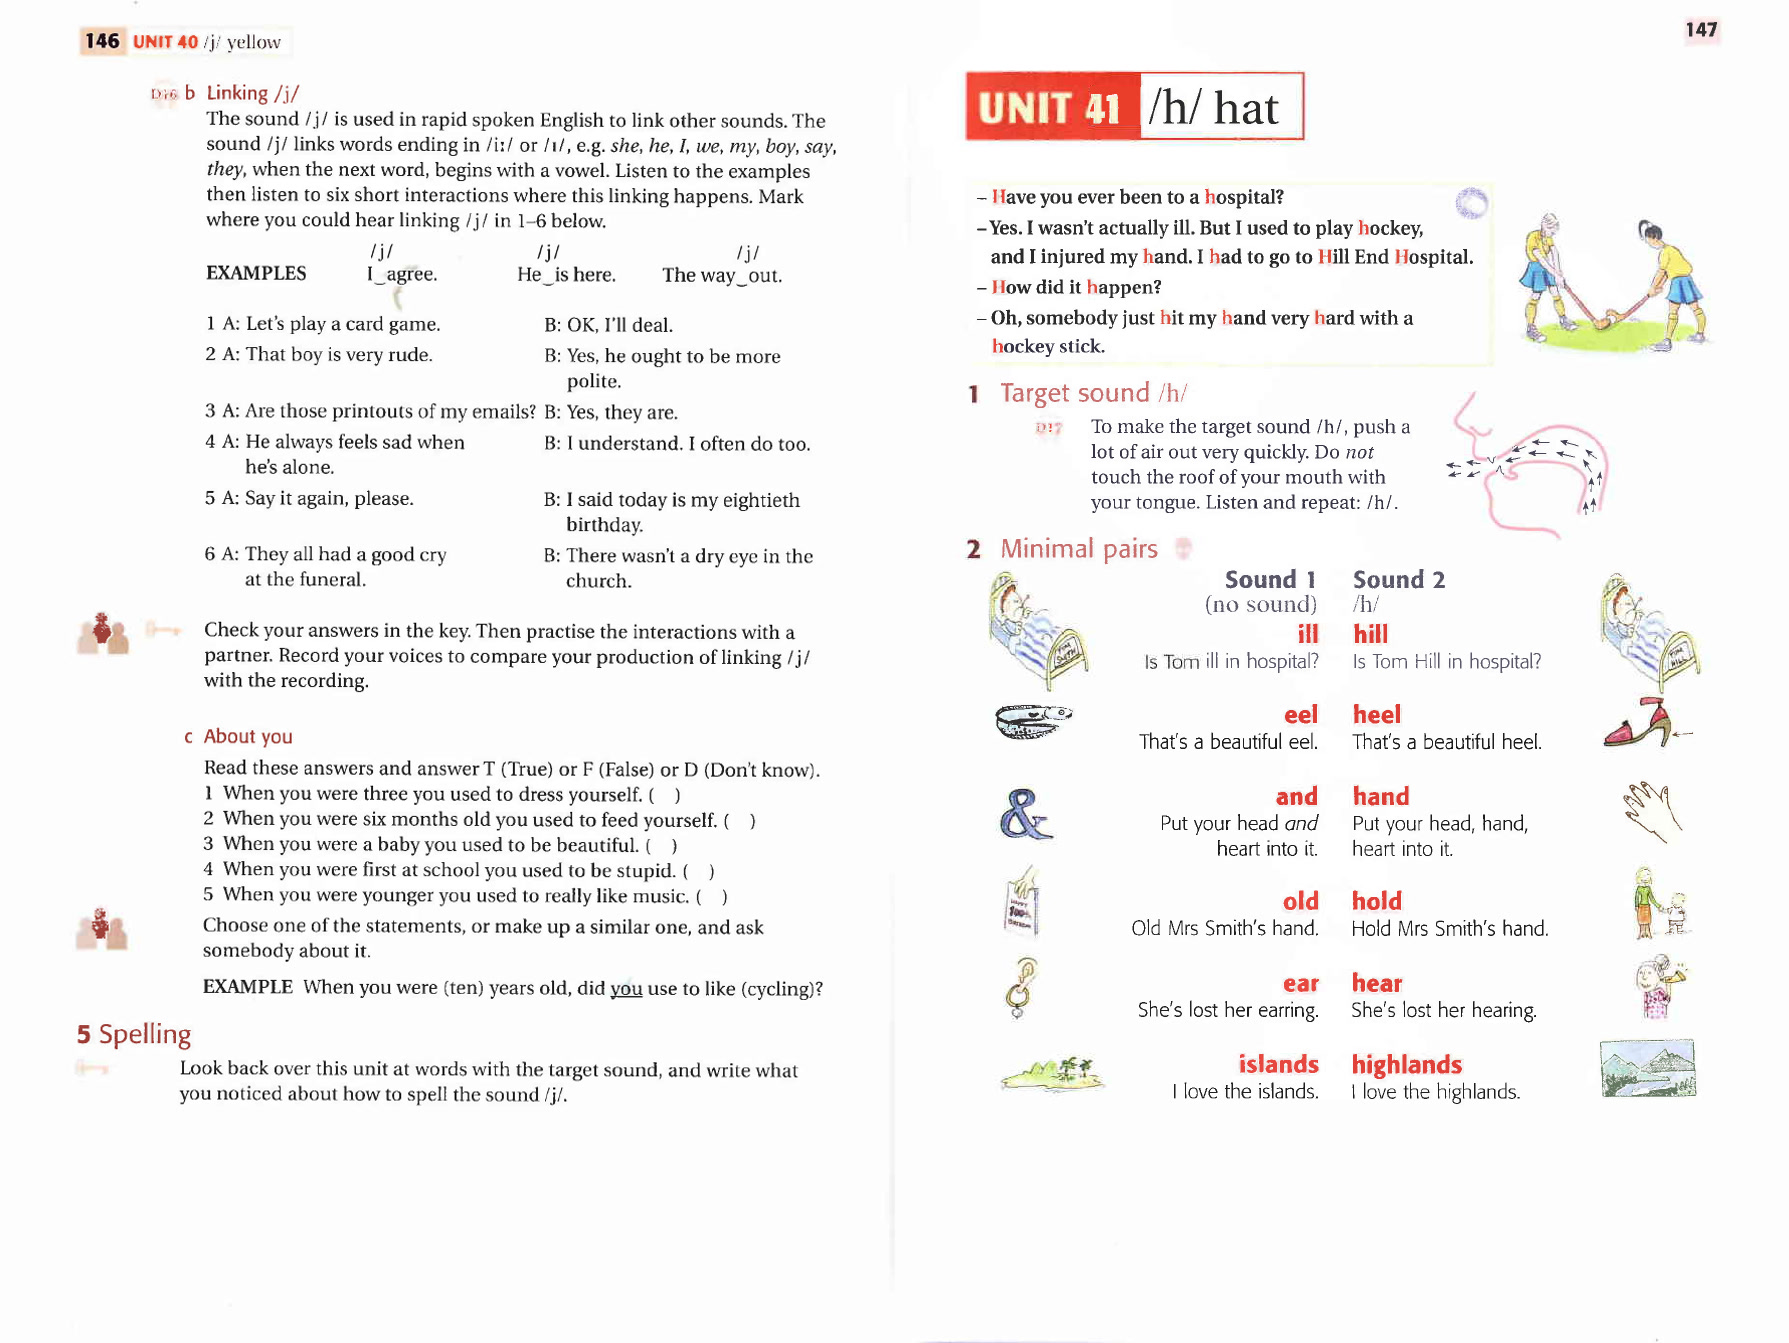 146 UNIT 40 /j/ yellow
b Linking /j/
The sound /j/ is used in rapid spoken English to link other sounds. The
sound /j/ links words ending in /iː/ or /ɪ/, e.g. she, he, I, we, my, boy, say,
they, when the next word, begins with a vowel. Listen to the examples
then listen to six short interactions where this linking happens. Mark
where you could hear linking /j/ in 1–6 below.
/j/ /j/ /j/
EXAMPLES I‿agree. He‿is here. The way‿out.
1 A: Let's play a card game. B: OK, I'll deal.
2 A: That boy is very rude. B: Yes, he ought to be more
polite.
3 A: Are those printouts of my emails? B: Yes, they are.
4 A: He always feels sad when B: I understand. I often do too.
he's alone.
5 A: Say it again, please. B: I said today is my eightieth
birthday.
6 A: They all had a good cry B: There wasn't a dry eye in the
at the funeral. church.
Check your answers in the key. Then practise the interactions with a
partner. Record your voices to compare your production of linking /j/
with the recording.
c About you
Read these answers and answer T (True) or F (False) or D (Don't know).
1 When you were three you used to dress yourself. ( )
2 When you were six months old you used to feed yourself. ( )
3 When you were a baby you used to be beautiful. ( )
4 When you were first at school you used to be stupid. ( )
5 When you were younger you used to really like music. ( )
Choose one of the statements, or make up a similar one, and ask
somebody about it.
EXAMPLE When you were (ten) years old, did you use to like (cycling)?
5 Spelling
Look back over this unit at words with the target sound, and write what
you noticed about how to spell the sound /j/.
147
UNIT 41 /h/ hat
– Have you ever been to a hospital?
– Yes. I wasn't actually ill. But I used to play hockey,
and I injured my hand. I had to go to Hill End Hospital.
– How did it happen?
– Oh, somebody just hit my hand very hard with a
hockey stick.
1 Target sound /h/
D17 To make the target sound /h/, push a
lot of air out very quickly. Do not
touch the roof of your mouth with
your tongue. Listen and repeat: /h/.
2 Minimal pairs
Sound 1 Sound 2
(no sound) /h/
ill hill
Is Tom ill in hospital? Is Tom Hill in hospital?
TOM SMITH
TOM HILL
eel heel
That's a beautiful eel. That's a beautiful heel.
and hand
&
Put your head and Put your head, hand,
heart into it. heart into it.
old hold
Old Mrs Smith's hand. Hold Mrs Smith's hand.
ear hear
She's lost her earring. She's lost her hearing.
islands highlands
I love the islands. I love the highlands.